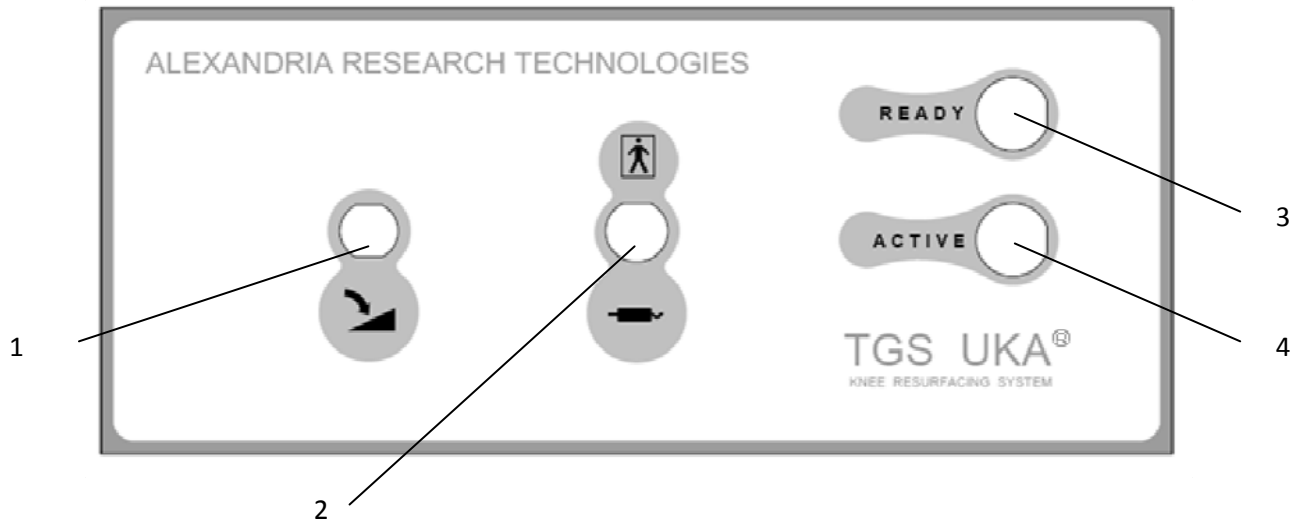 ALEXANDRIA RESEARCH TECHNOLOGIES
READY
3
ACTIVE
1
4
TGS UKA®
KNEE RESURFACING SYSTEM
2